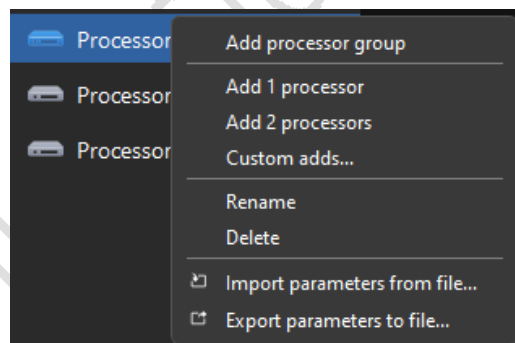 Processor
Add processor group
Processor
Add 1 processor
Add 2 processors
Processor
Custom adds...
Rename
Delete
Import parameters from file...
Export parameters to file...